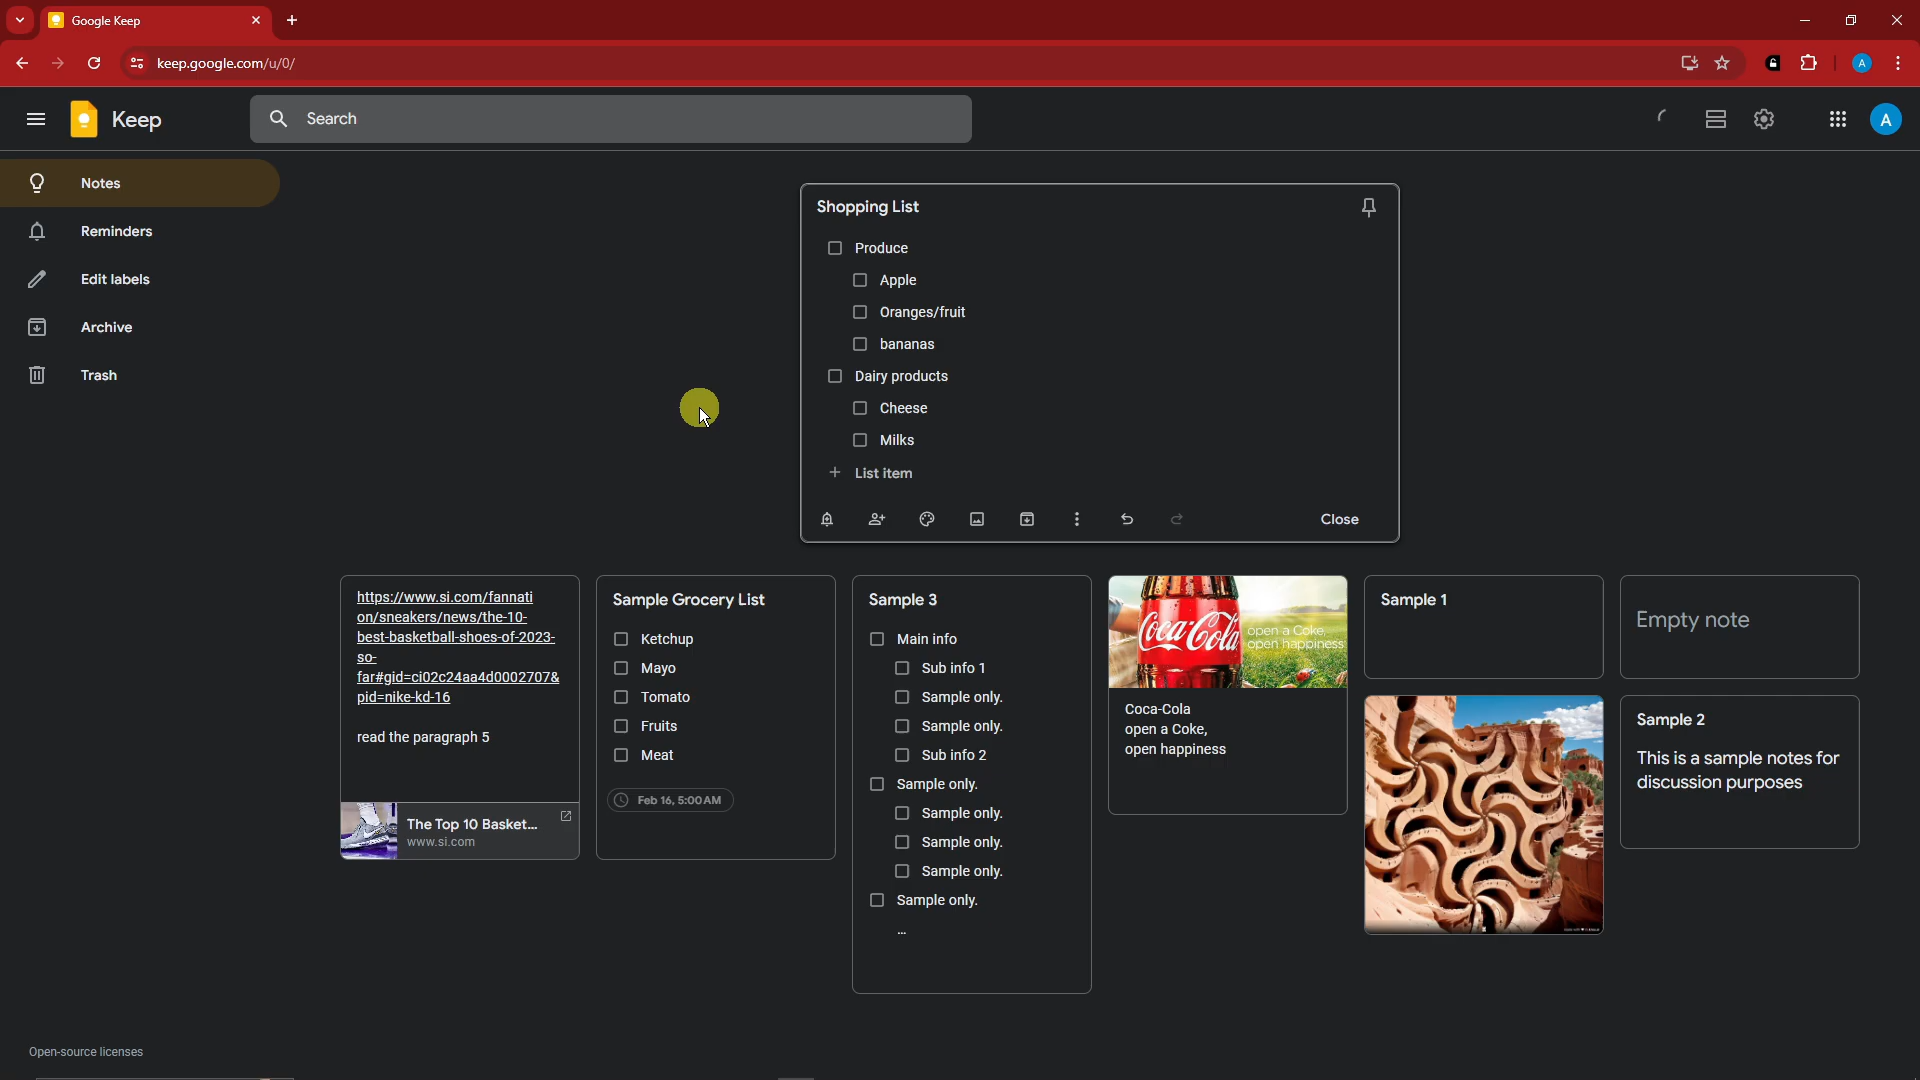 Google Keep
keep.google.com/u/0/
A
Keep
Search
A
Notes
Reminders
Edit labels
Archive
Trash
Shopping List
Produce
Apple
Oranges/fruit
bananas
Dairy products
Cheese
Milks
+ List item
Close
https://www.si.com/fannati
on/sneakers/news/the-10-
best-basketball-shoes-of-2023-
so-
far#gid=ci02c24aa4d0002707&
pid=nike-kd-16
read the paragraph 5
The Top 10 Basket...
www.si.com
Sample Grocery List
Ketchup
Mayo
Tomato
Fruits
Meat
Feb 16, 5:00 AM
Sample 3
Main info
Sub info 1
Sample only.
Sample only.
Sub info 2
Sample only.
Sample only.
Sample only.
Sample only.
Sample only.
...
Coca-Cola
open a Coke,
open happiness
Coca-Cola
open a Coke,
open happiness
Sample 1
Empty note
Sample 2
This is a sample notes for
discussion purposes
Open-source licenses